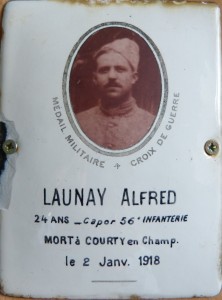 MÉDAIL MILITAIRE + CROIX DE GUERRE
LAUNAY ALFRED
24 ANS _ Capor 56e INFANTERIE
MORT à COURTY en Champ.
le 2 Janv. 1918